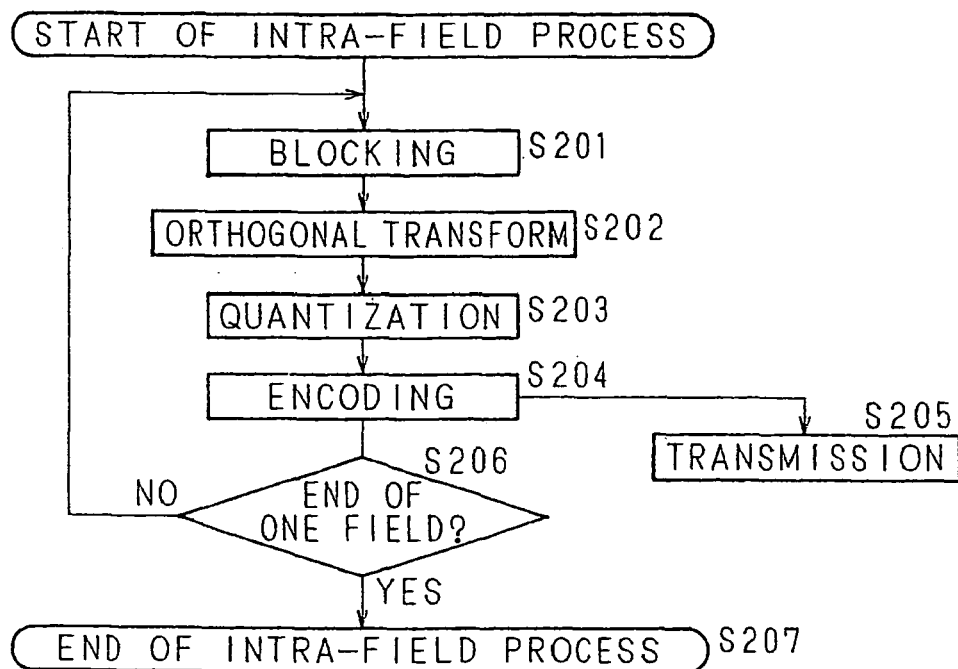 START OF INTRA-FIELD PROCESS
BLOCKING S201
ORTHOGONAL TRANSFORM S202
QUANTIZATION S203
ENCODING S204
S205
TRANSMISSION
S206
NO
END OF
ONE FIELD?
YES
END OF INTRA-FIELD PROCESS S207